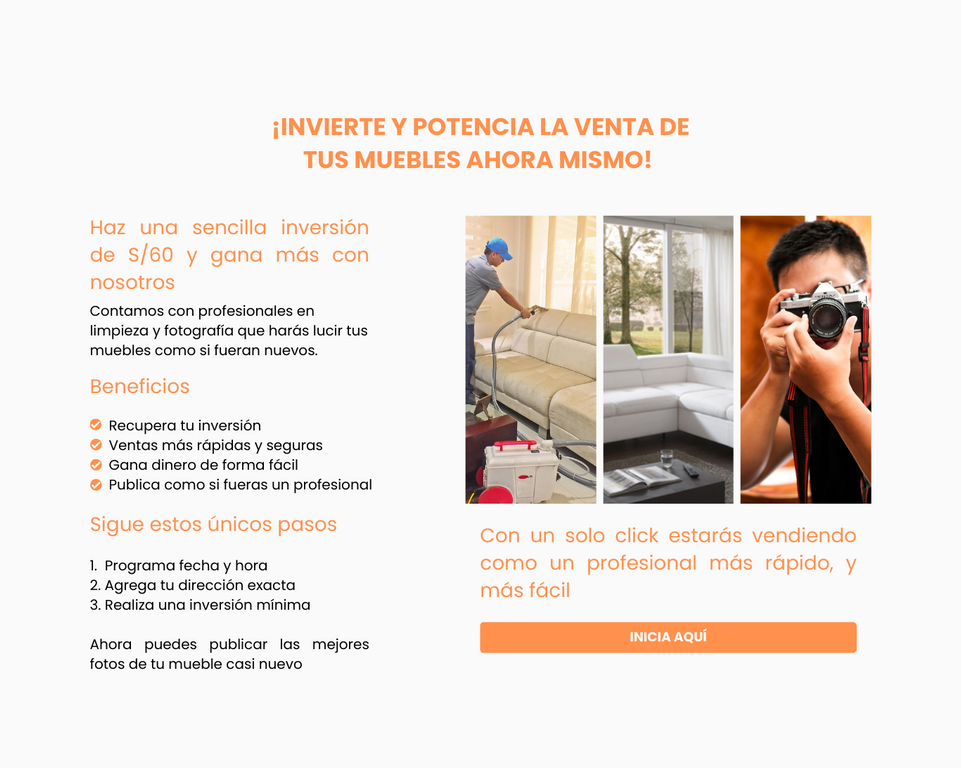 ¡INVIERTE Y POTENCIA LA VENTA DE
TUS MUEBLES AHORA MISMO!
Haz una sencilla inversión
de S/60 y gana más con
nosotros
Contamos con profesionales en
limpieza y fotografía que harás lucir tus
muebles como si fueran nuevos.
Beneficios
Recupera tu inversión
Ventas más rápidas y seguras
Gana dinero de forma fácil
Publica como si fueras un profesional
Sigue estos únicos pasos
1. Programa fecha y hora
2. Agrega tu dirección exacta
3. Realiza una inversión mínima
Ahora puedes publicar las mejores
fotos de tu mueble casi nuevo
Con un solo click estarás vendiendo
como un profesional más rápido, y
más fácil
INICIA AQUÍ